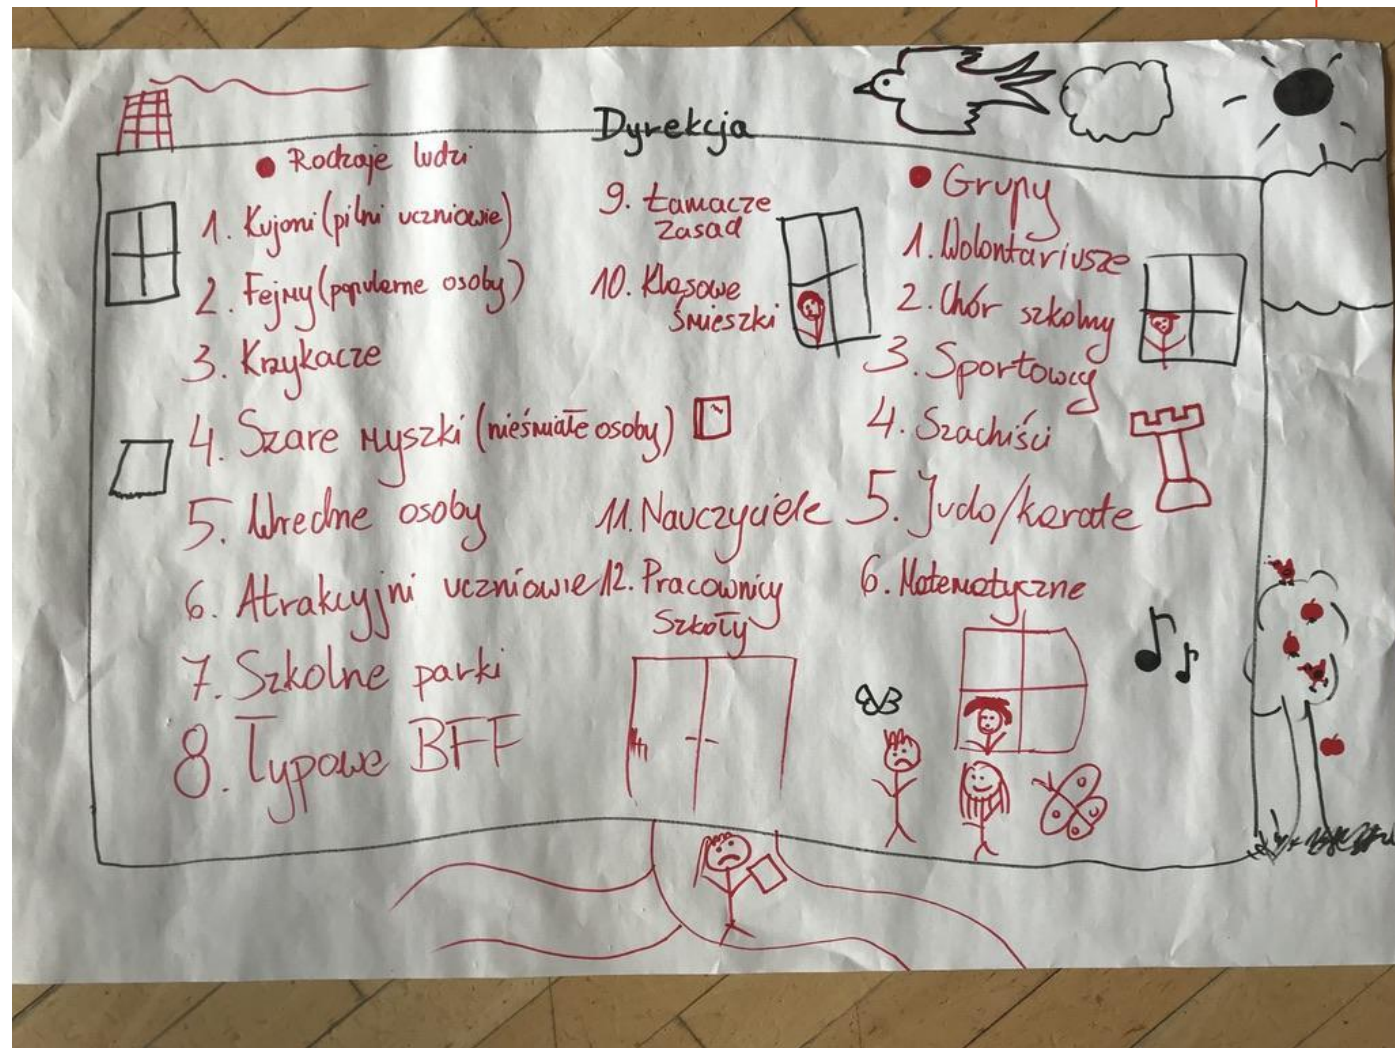 Dyrekcja
Rodzaje ludzi
1. Kujoni (pilni uczniowie)
2. Fejmy (popularne osoby)
3. Krzykacze
4. Szare myszki (nieśmiałe osoby)
5. Wredne osoby
6. Atrakcyjni uczniowie
7. Szkolne parki
8. Typowe BFF
9. Łamacze
zasad
10. Klasowe
śmieszki
11. Nauczyciele
12. Pracownicy
Szkoły
Grupy
1. Wolontariusze
2. Chór szkolny
3. Sportowcy
4. Szachiści
5. Judo/karate
6. Matematyczne